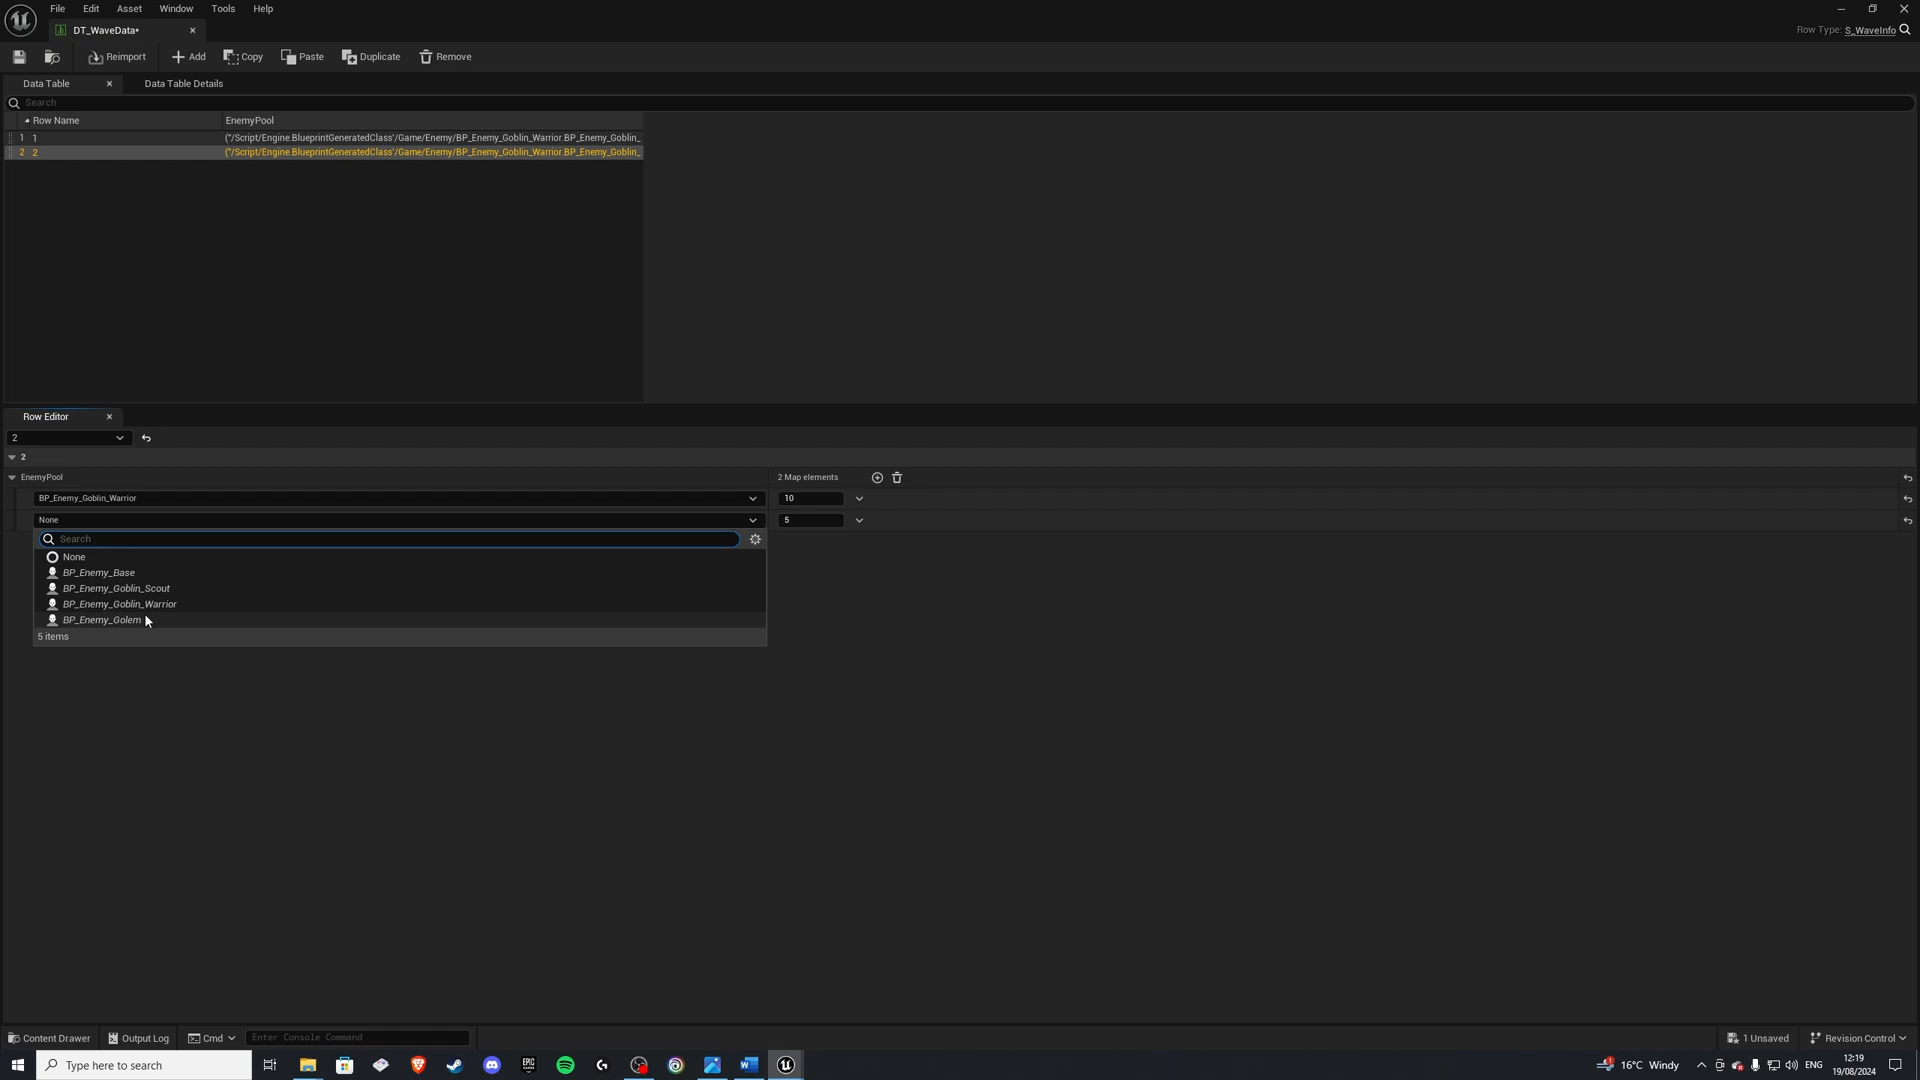 File Edit Asset Window Tools Help
DT_WaveData*
Row Type: S_WaveInfo
Reimport Add Copy Paste Duplicate Remove
Data Table Data Table Details
Search
Row Name EnemyPool
1 1 ("/Script/Engine.BlueprintGeneratedClass'/Game/Enemy/BP_Enemy_Goblin_Warrior.BP_Enemy_Goblin_
2 2 ("/Script/Engine.BlueprintGeneratedClass'/Game/Enemy/BP_Enemy_Goblin_Warrior.BP_Enemy_Goblin_
Row Editor
2
2
EnemyPool 2 Map elements
BP_Enemy_Goblin_Warrior 10
None 5
Search
None
BP_Enemy_Base
BP_Enemy_Goblin_Scout
BP_Enemy_Goblin_Warrior
BP_Enemy_Golem
5 items
Content Drawer Output Log Cmd Enter Console Command 1 Unsaved Revision Control
Type here to search 16°C Windy ENG 12:19
19/08/2024